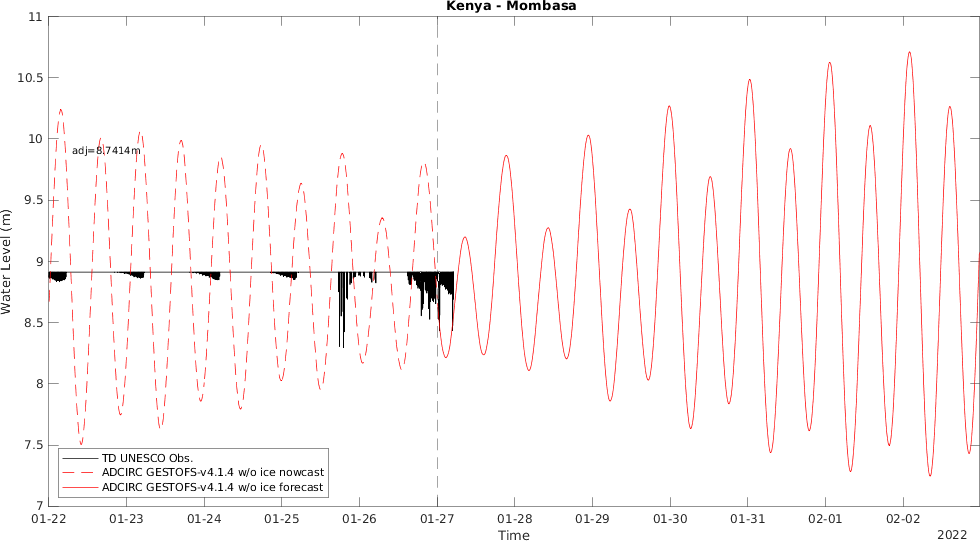 Kenya - Mombasa
11
10.5
10
9.5
9
8.5
8
7.5
7
Water Level (m)
adj=8.7414m
TD UNESCO Obs.
ADCIRC GESTOFS-v4.1.4 w/o ice nowcast
ADCIRC GESTOFS-v4.1.4 w/o ice forecast
01-22 01-23 01-24 01-25 01-26 01-27 01-28 01-29 01-30 01-31 02-01 02-02
Time
2022